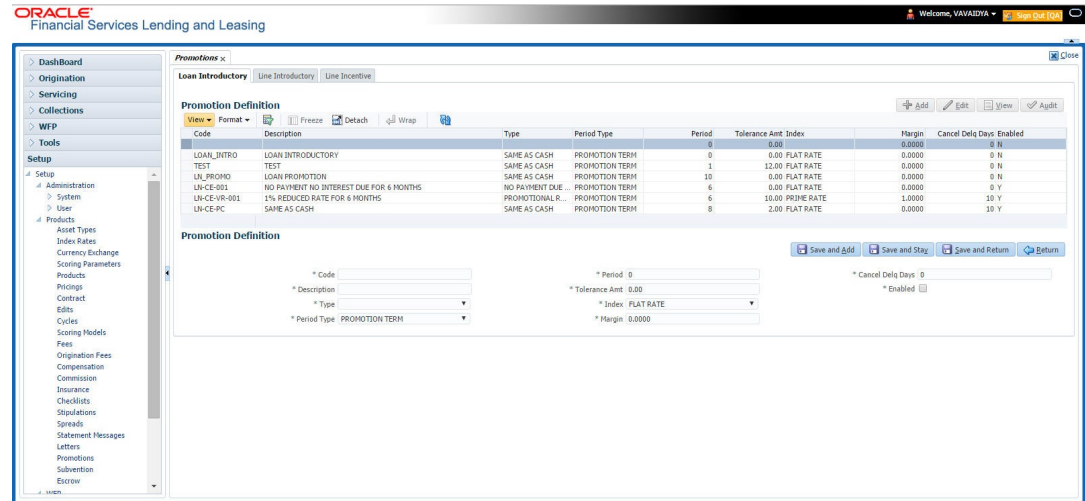 ORACLE
Financial Services Lending and Leasing
Welcome, VAVAIDYA
Sign Out [QA]
DashBoard
Origination
Servicing
Collections
WFP
Tools
Setup
Setup
Administration
System
User
Products
Asset Types
Index Rates
Currency Exchange
Scoring Parameters
Products
Pricings
Contract
Edits
Cycles
Scoring Models
Fees
Origination Fees
Compensation
Commission
Insurance
Checklists
Stipulations
Spreads
Statement Messages
Letters
Promotions
Subvention
Escrow
WFP
Promotions x
Close
Loan Introductory Line Introductory Line Incentive
Promotion Definition
Add Edit View Audit
View Format Freeze Detach Wrap
Code Description Type Period Type Period Tolerance Amt Index Margin Cancel Delq Days Enabled
0 0.00 0.0000 0 N
LOAN_INTRO LOAN INTRODUCTORY SAME AS CASH PROMOTION TERM 0 0.00 FLAT RATE 0.0000 0 N
TEST TEST SAME AS CASH PROMOTION TERM 1 12.00 FLAT RATE 0.0000 0 N
LN_PROMO LOAN PROMOTION SAME AS CASH PROMOTION TERM 10 0.00 FLAT RATE 0.0000 0 N
LN-CE-001 NO PAYMENT NO INTEREST DUE FOR 6 MONTHS NO PAYMENT DUE ... PROMOTION TERM 6 0.00 FLAT RATE 0.0000 0 Y
LN-CE-VR-001 1% REDUCED RATE FOR 6 MONTHS PROMOTIONAL R... PROMOTION TERM 6 10.00 PRIME RATE 1.0000 10 Y
LN-CE-PC SAME AS CASH SAME AS CASH PROMOTION TERM 8 2.00 FLAT RATE 0.0000 10 Y
Promotion Definition
Save and Add Save and Stay Save and Return Return
* Code
* Description
* Type
* Period Type PROMOTION TERM
* Period 0
* Tolerance Amt 0.00
* Index FLAT RATE
* Margin 0.0000
* Cancel Delq Days 0
* Enabled